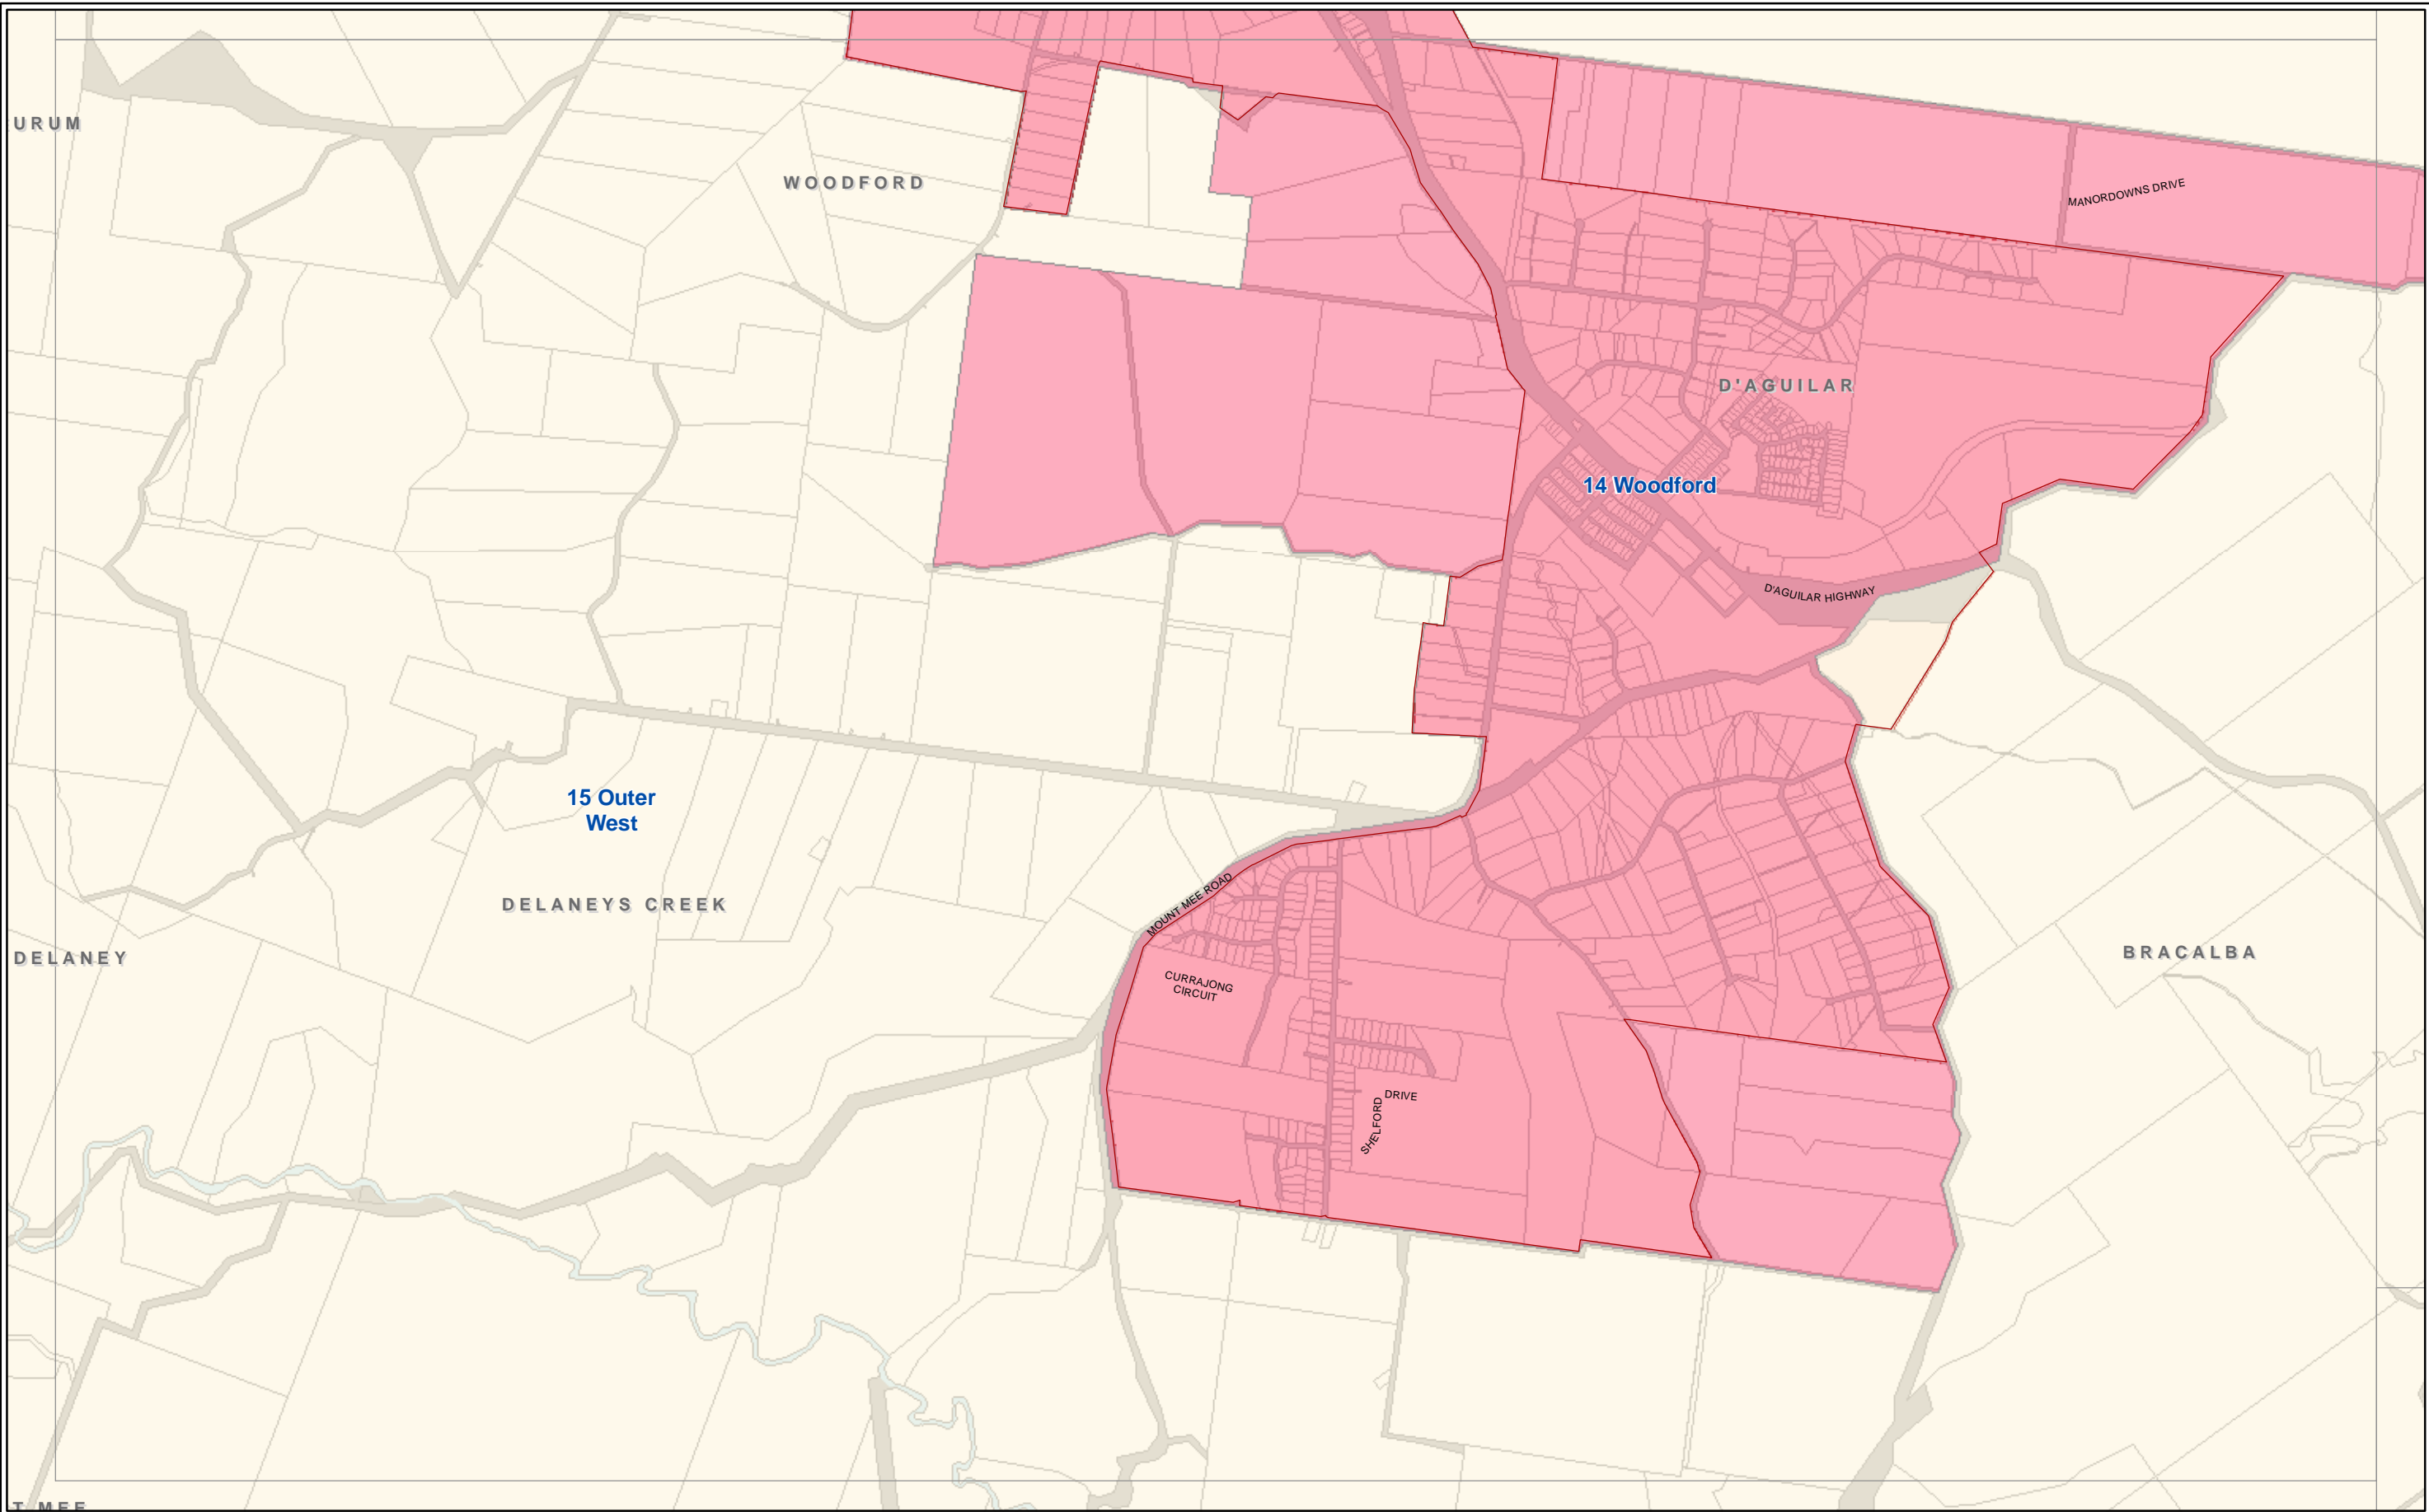 URUM
WOODFORD
MANORDOWNS DRIVE
D'AGUILAR
14 Woodford
D'AGUILAR HIGHWAY
15 Outer
West
MOUNT MEE ROAD
DELANEYS CREEK
DELANEY
BRACALBA
CURRAJONG
CIRCUIT
SHELFORD
DRIVE
T MEE